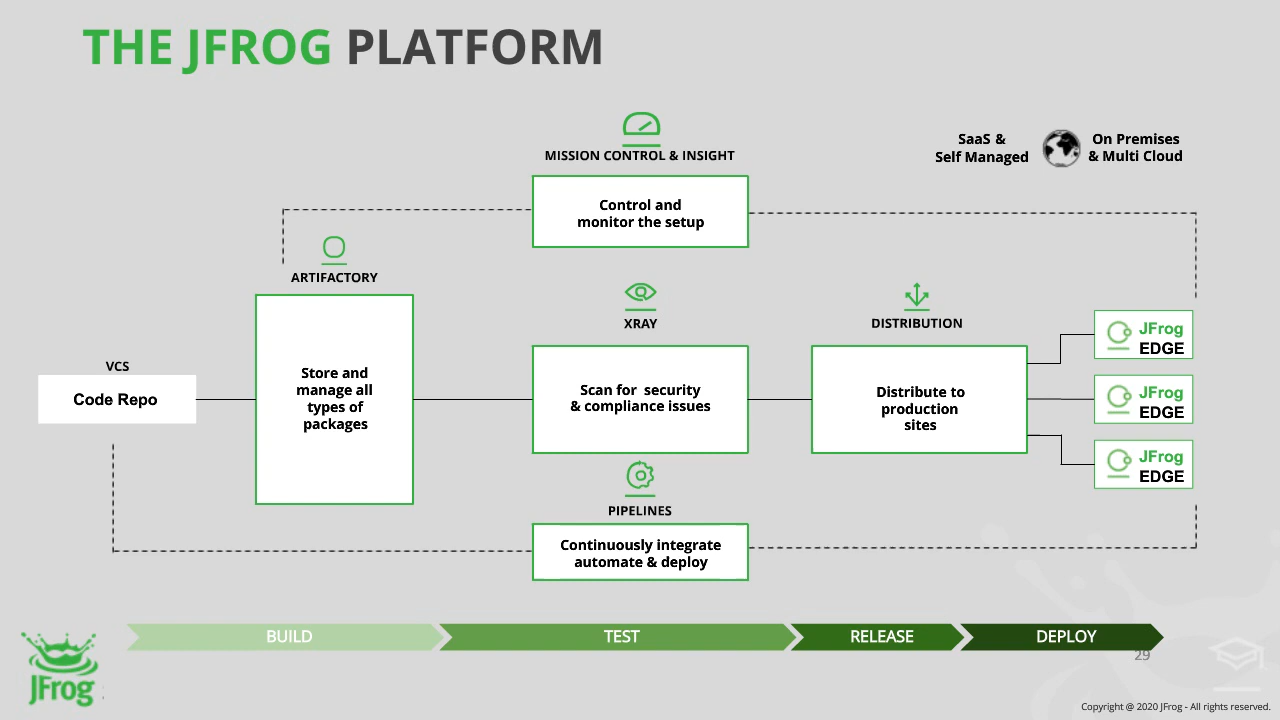 THE JFROG PLATFORM
MISSION CONTROL & INSIGHT
SaaS &
Self Managed
On Premises
& Multi Cloud
Control and
monitor the setup
ARTIFACTORY
XRAY
DISTRIBUTION
JFrog
EDGE
VCS
Code Repo
Store and
manage all
types of
packages
Scan for security
& compliance issues
Distribute to
production
sites
JFrog
EDGE
JFrog
EDGE
PIPELINES
Continuously integrate
automate & deploy
BUILD
TEST
RELEASE
DEPLOY
29
JFrog
Copyright @ 2020 JFrog - All rights reserved.